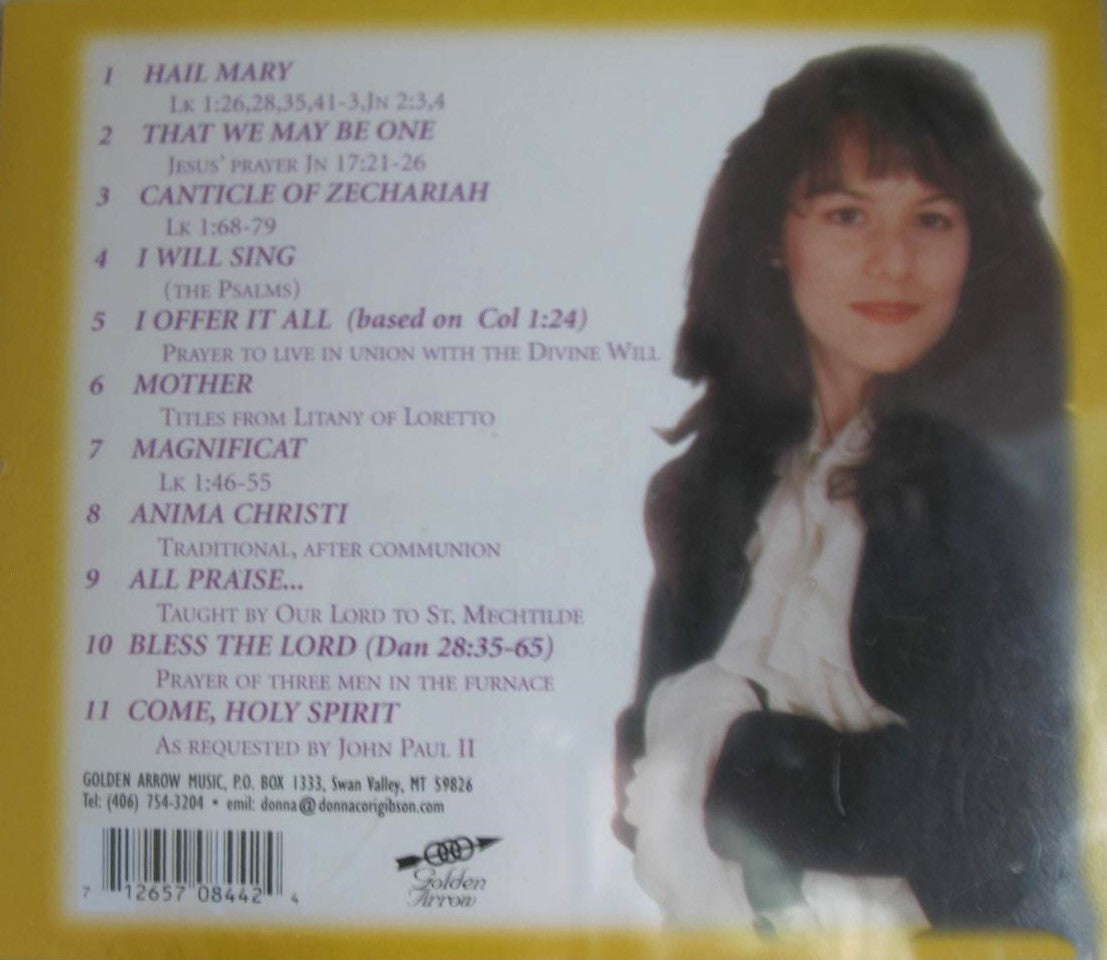 1 HAIL MARY
LK 1:26,28,35,41-3,JN 2:3,4
2 THAT WE MAY BE ONE
JESUS' PRAYER JN 17:21-26
3 CANTICLE OF ZECHARIAH
LK 1:68-79
4 I WILL SING
(THE PSALMS)
5 I OFFER IT ALL (based on Col 1:24)
PRAYER TO LIVE IN UNION WITH THE DIVINE WILL
6 MOTHER
TITLES FROM LITANY OF LORETTO
7 MAGNIFICAT
LK 1:46-55
8 ANIMA CHRISTI
TRADITIONAL, AFTER COMMUNION
9 ALL PRAISE...
TAUGHT BY OUR LORD TO ST. MECHTILDE
10 BLESS THE LORD (Dan 28:35-65)
PRAYER OF THREE MEN IN THE FURNACE
11 COME, HOLY SPIRIT
AS REQUESTED BY JOHN PAUL II
GOLDEN ARROW MUSIC, P.O. BOX 1333, Swan Valley, MT 59826
Tel: (406) 754-3204 • emil: donna@donnacorigibson.com
7 12657 08442 4
Golden
Arrow